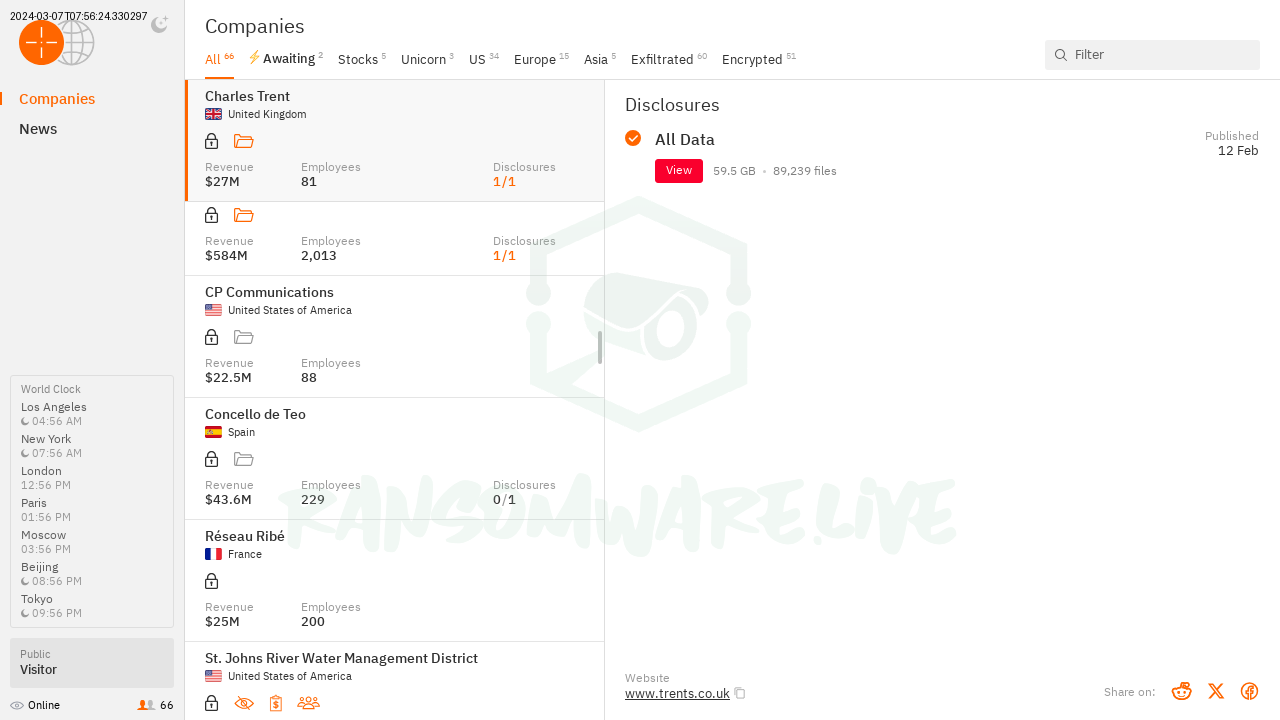 2024-03-07T07:56:24.330297
Companies
News
World Clock
Los Angeles
04:56 AM
New York
07:56 AM
London
12:56 PM
Paris
01:56 PM
Moscow
03:56 PM
Beijing
08:56 PM
Tokyo
09:56 PM
Public
Visitor
Online 66
Companies
All 66 Awaiting 2 Stocks 5 Unicorn 3 US 34 Europe 15 Asia 5 Exfiltrated 60 Encrypted 51
Filter
Charles Trent
United Kingdom
Revenue Employees Disclosures
$27M 81 1/1
Revenue Employees Disclosures
$584M 2,013 1/1
CP Communications
United States of America
Revenue Employees
$22.5M 88
Concello de Teo
Spain
Revenue Employees Disclosures
$43.6M 229 0/1
Réseau Ribé
France
Revenue Employees
$25M 200
St. Johns River Water Management District
United States of America
Disclosures
All Data
Published
12 Feb
View 59.5 GB • 89,239 files
RANSOMWARE.LIVE
Website
www.trents.co.uk
Share on: